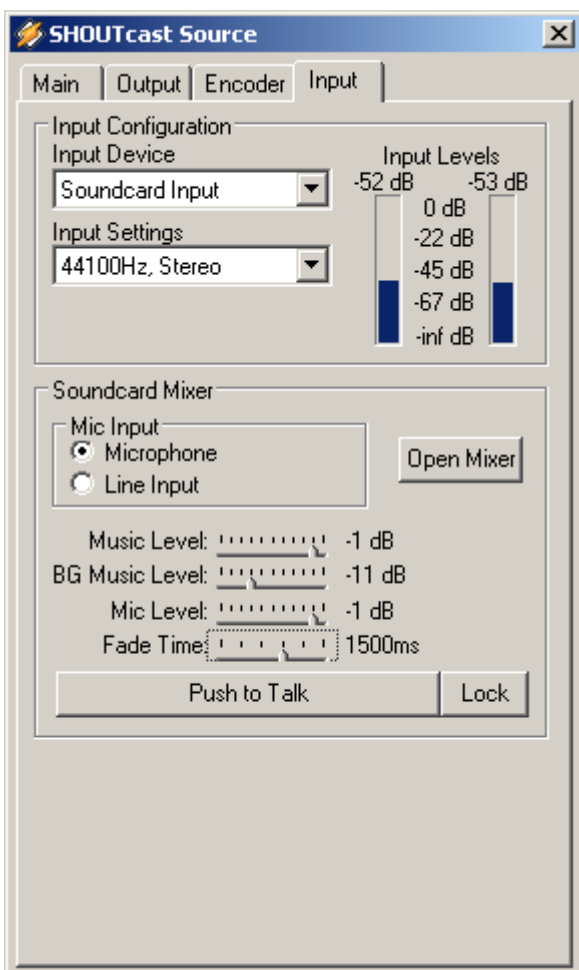 SHOUTcast Source
Main Output Encoder Input
Input Configuration
Input Device
Soundcard Input
Input Settings
44100Hz, Stereo
Input Levels
-52 dB -53 dB
0 dB
-22 dB
-45 dB
-67 dB
-inf dB
Soundcard Mixer
Mic Input
Microphone
Line Input
Open Mixer
Music Level: -1 dB
BG Music Level: -11 dB
Mic Level: -1 dB
Fade Time: 1500ms
Push to Talk Lock